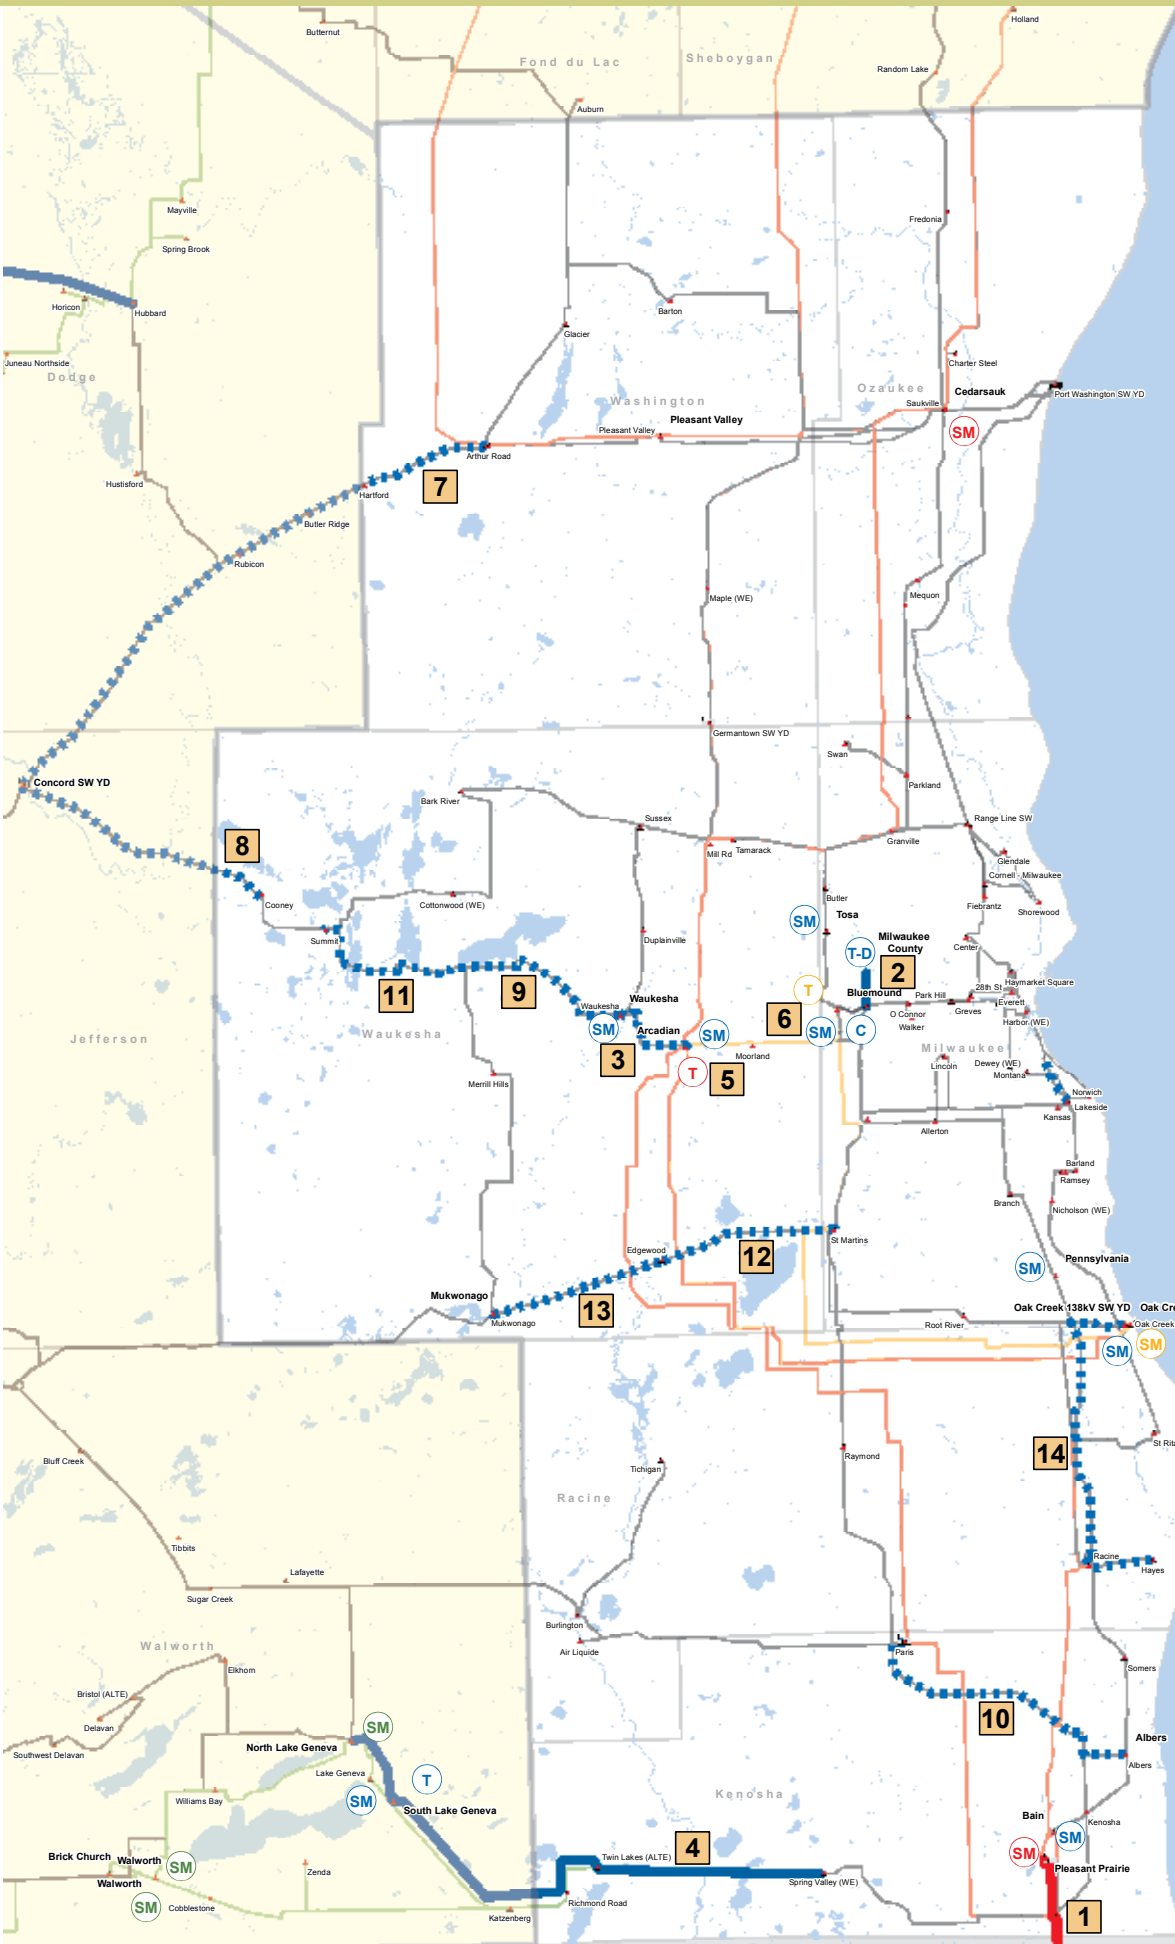 Holland
Butternut
Fond du Lac
Sheboygan
Random Lake
Auburn
Mayville
Fredonia
Spring Brook
Horicon
Hubbard
Barton
Glacier
Juneau Northside
Dodge
Charter Steel
Ozaukee
Cedarsauk
Washington
Saukville
Port Washington SW YD
Pleasant Valley
Pleasant Valley
SM
Arthur Road
Hustisford
7
Hartford
Butler Ridge
Rubicon
Maple (WE)
Mequon
Germantown SW YD
Swan
Concord SW YD
Parkland
Bark River
Sussex
Range Line SW
8
Mill Rd
Tamarack
Granville
Glendale
Cornell - Milwaukee
Cooney
Cottonwood (WE)
Butler
Fiebrantz
Shorewood
SM
Tosa
Summit
Duplainville
Milwaukee
County
Center
T-D
2
Haymarket Square
11
9
T
Bluemound
Park Hill
28th St
Everett
Waukesha
Waukesha
6
O Connor
Greves
Harbor (WE)
Waukesha
SM
Arcadian
SM
SM
C
Walker
Jefferson
3
Moorland
Milwaukee
Merrill Hills
T
5
Lincoln
Dewey (WE)
Montana
Norwich
Lakeside
Kansas
Allerton
Barland
Ramsey
Branch
Nicholson (WE)
St Martins
Edgewood
12
Pennsylvania
SM
Mukwonago
13
Oak Creek 138kV SW YD
Oak Cre
Mukwonago
Root River
Oak Creek
SM
SM
St Rita
Bluff Creek
Raymond
14
Tichigan
Racine
Tibbits
Racine
Hayes
Lafayette
Sugar Creek
Burlington
Walworth
Air Liquide
Paris
Elkhorn
Somers
Bristol (ALTE)
Delavan
10
SM
Albers
North Lake Geneva
Southwest Delavan
Albers
Lake Geneva
T
Williams Bay
SM
South Lake Geneva
Kenosha
Bain
Kenosha
4
SM
SM
Brick Church
Walworth
SM
Twin Lakes (ALTE)
Pleasant Prairie
Zenda
Spring Valley (WE)
Walworth
SM
Cobblestone
Richmond Road
Katzenberg
1